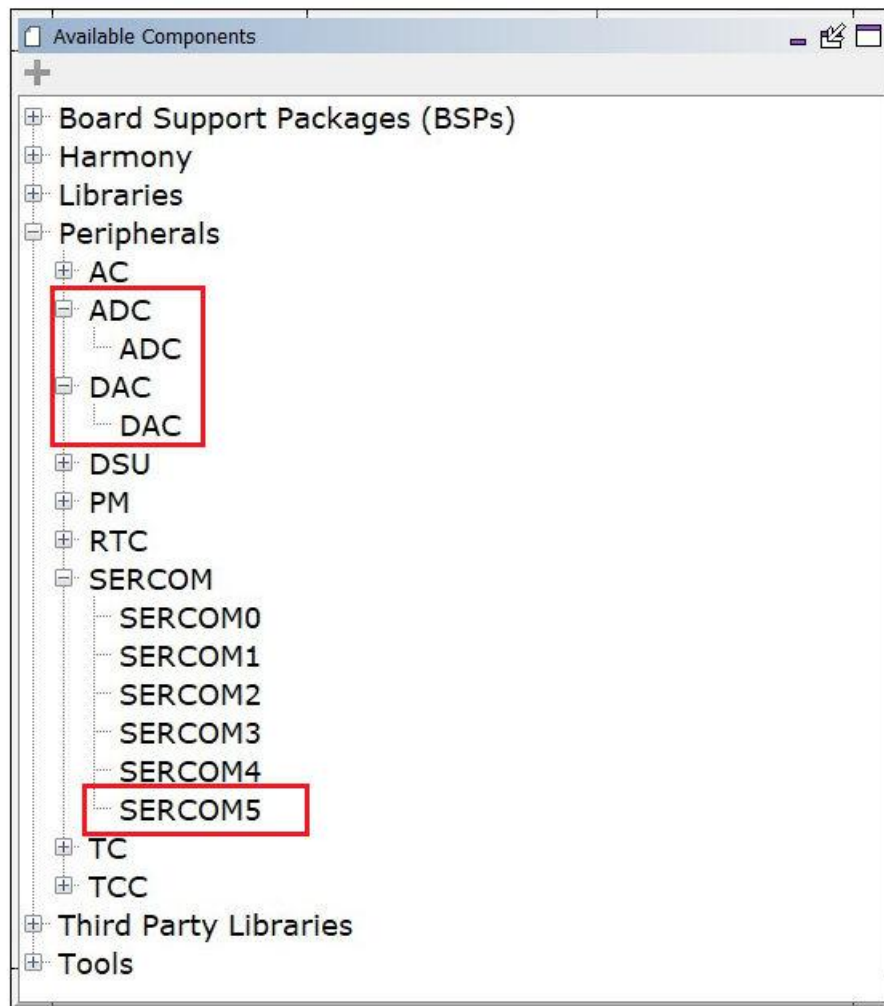 Available Components
Board Support Packages (BSPs)
Harmony
Libraries
Peripherals
AC
ADC
ADC
DAC
DAC
DSU
PM
RTC
SERCOM
SERCOM0
SERCOM1
SERCOM2
SERCOM3
SERCOM4
SERCOM5
TC
TCC
Third Party Libraries
Tools